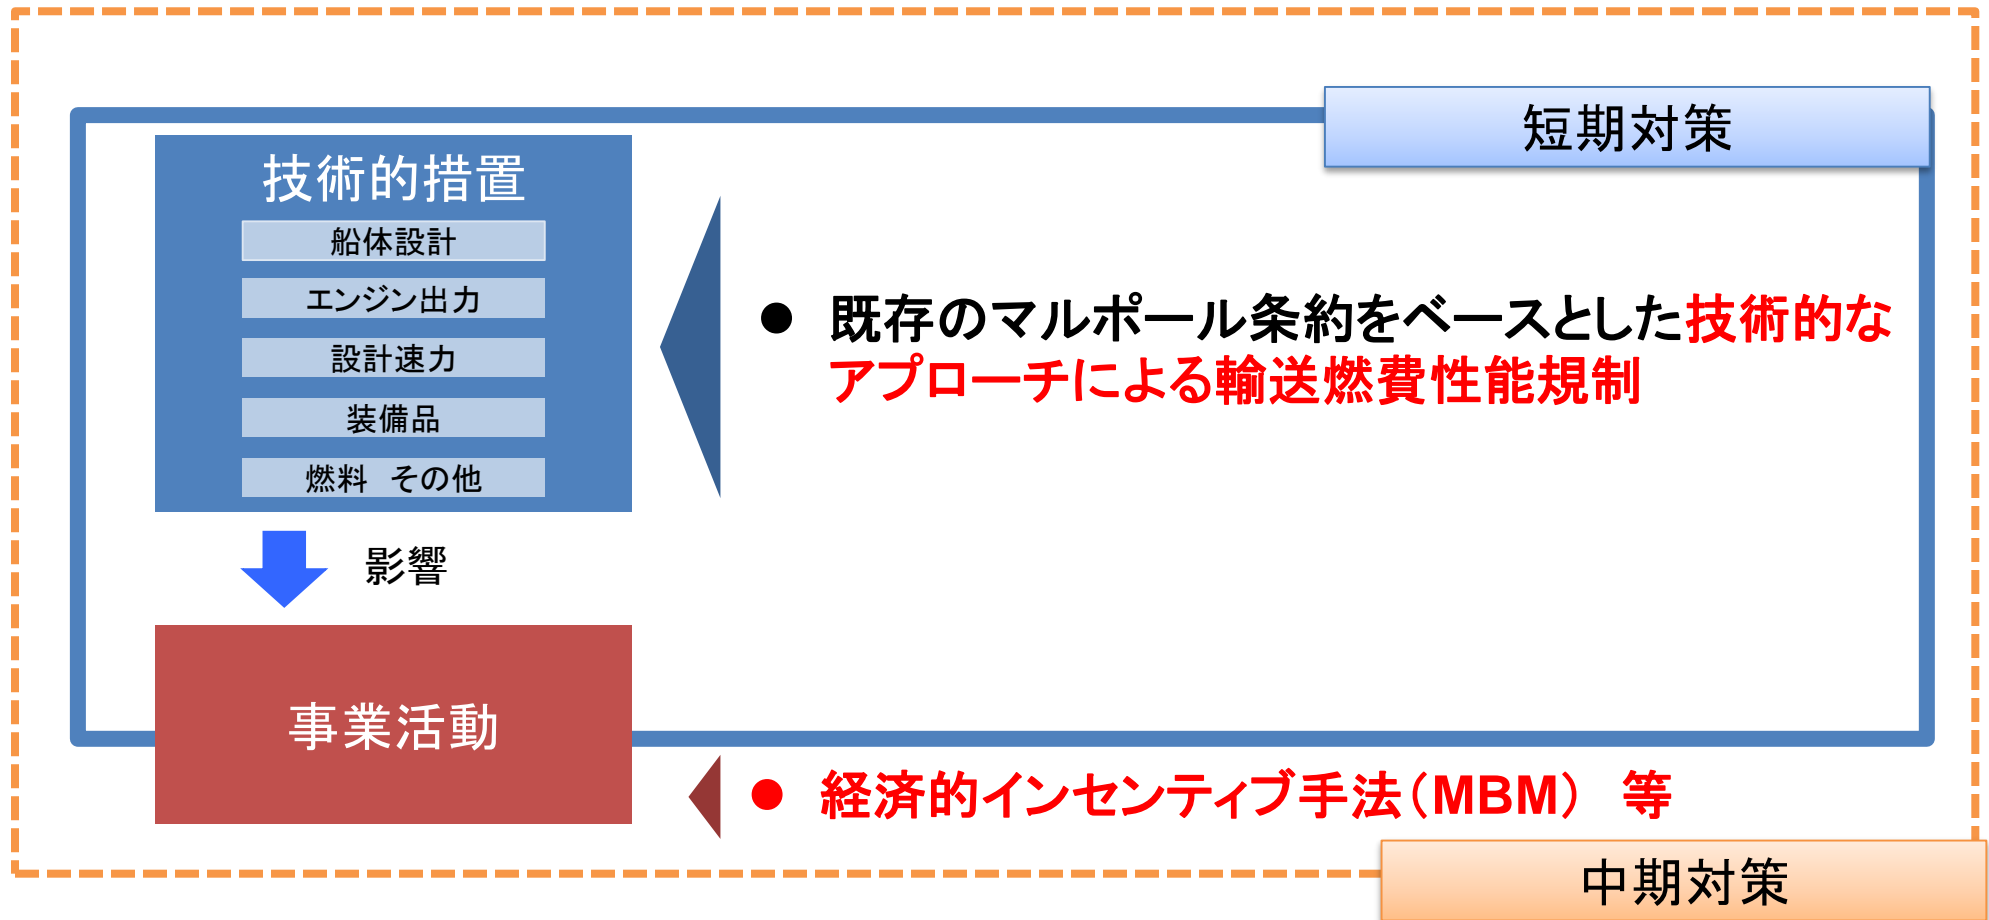 短期対策
技術的措置
船体設計
エンジン出力
設計速力
装備品
燃料　その他
● 既存のマルポール条約をベースとした技術的な
アプローチによる輸送燃費性能規制
影響
事業活動
● 経済的インセンティブ手法（MBM） 等
中期対策